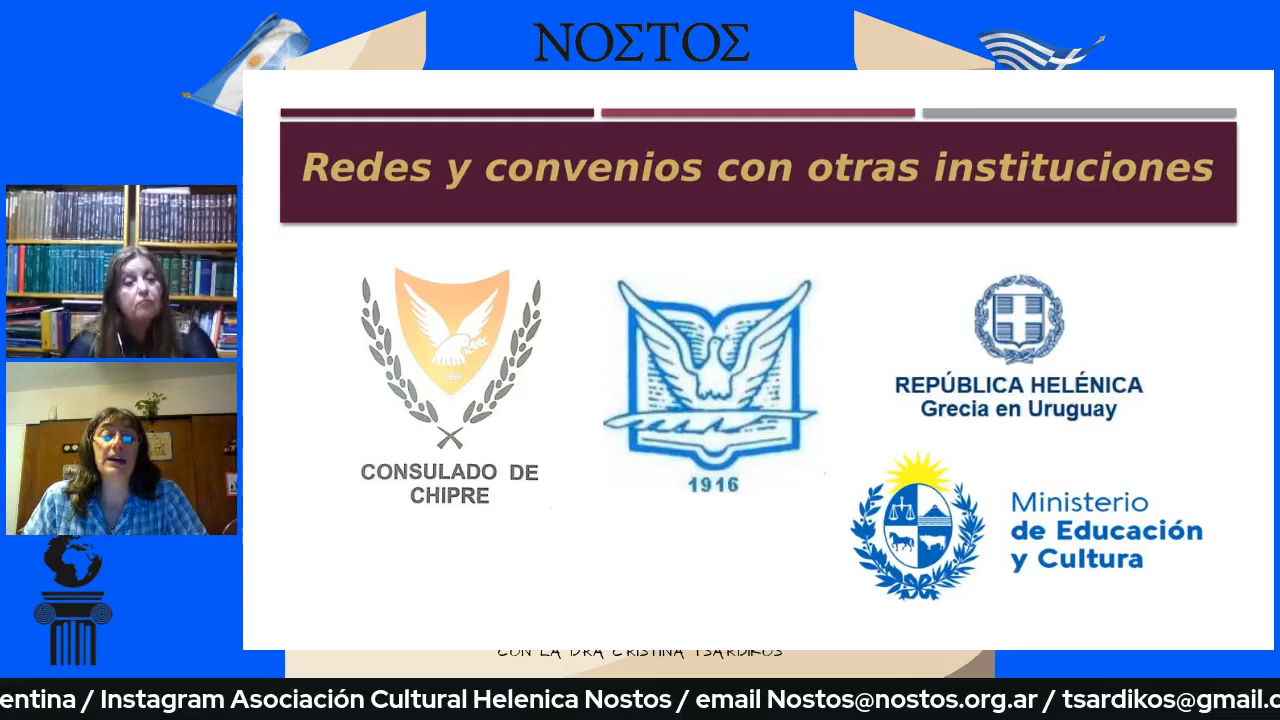 ΝΟΣΤΟΣ
Redes y convenios con otras instituciones
1960
CONSULADO DE
CHIPRE
1916
REPÚBLICA HELÉNICA
Grecia en Uruguay
Ministerio
de Educación
y Cultura
CON LA DRA CRISTINA TSARDIKOS
entina / Instagram Asociación Cultural Helenica Nostos / email Nostos@nostos.org.ar / tsardikos@gmail.c